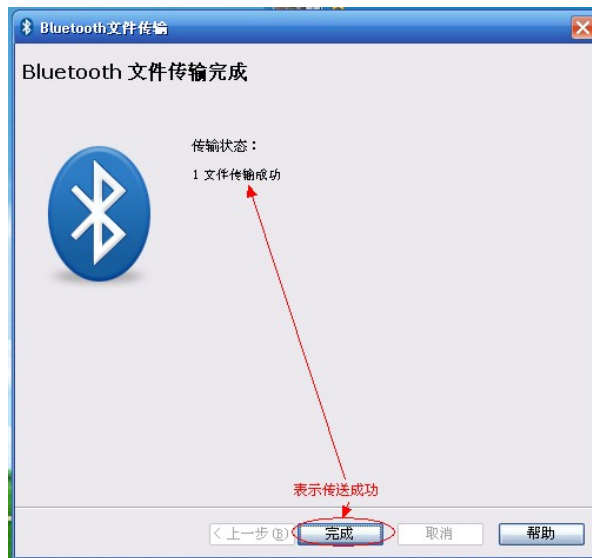 Bluetooth文件传输
Bluetooth 文件传输完成
传输状态：
1 文件传输成功
表示传送成功
< 上一步(B) 完成 取消 帮助